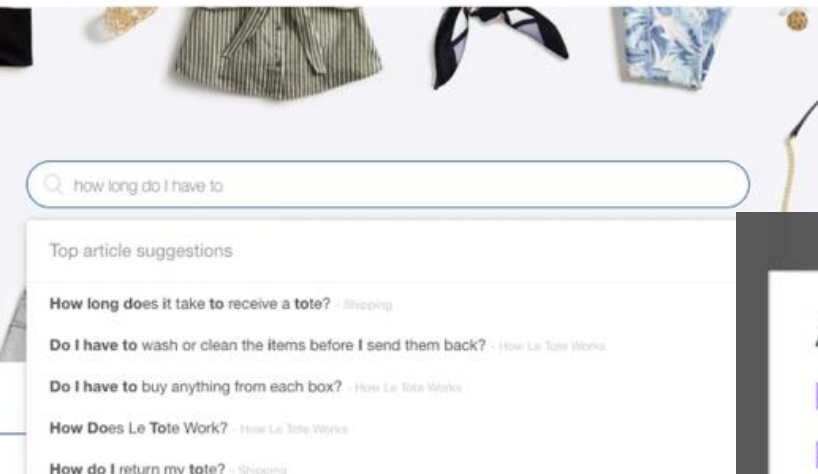 how long do I have to
Top article suggestions
How long does it take to receive a tote? - Shipping
Do I have to wash or clean the items before I send them back? - How Le Tote Works
Do I have to buy anything from each box? - How Le Tote Works
How Does Le Tote Work? - How Le Tote Works
How do I return my tote? - Shipping